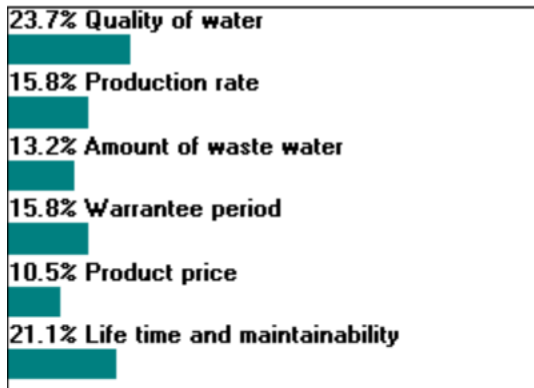 23.7% Quality of water
15.8% Production rate
13.2% Amount of waste water
15.8% Warrantee period
10.5% Product price
21.1% Life time and maintainability